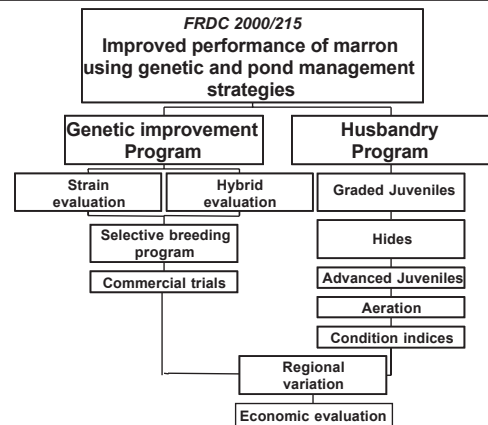 FRDC 2000/215
Improved performance of marron
using genetic and pond management
strategies
Genetic improvement
Program
Husbandry
Program
Strain
evaluation
Hybrid
evaluation
Graded Juveniles
Selective breeding
program
Hides
Commercial trials
Advanced Juveniles
Aeration
Condition indices
Regional
variation
Economic evaluation